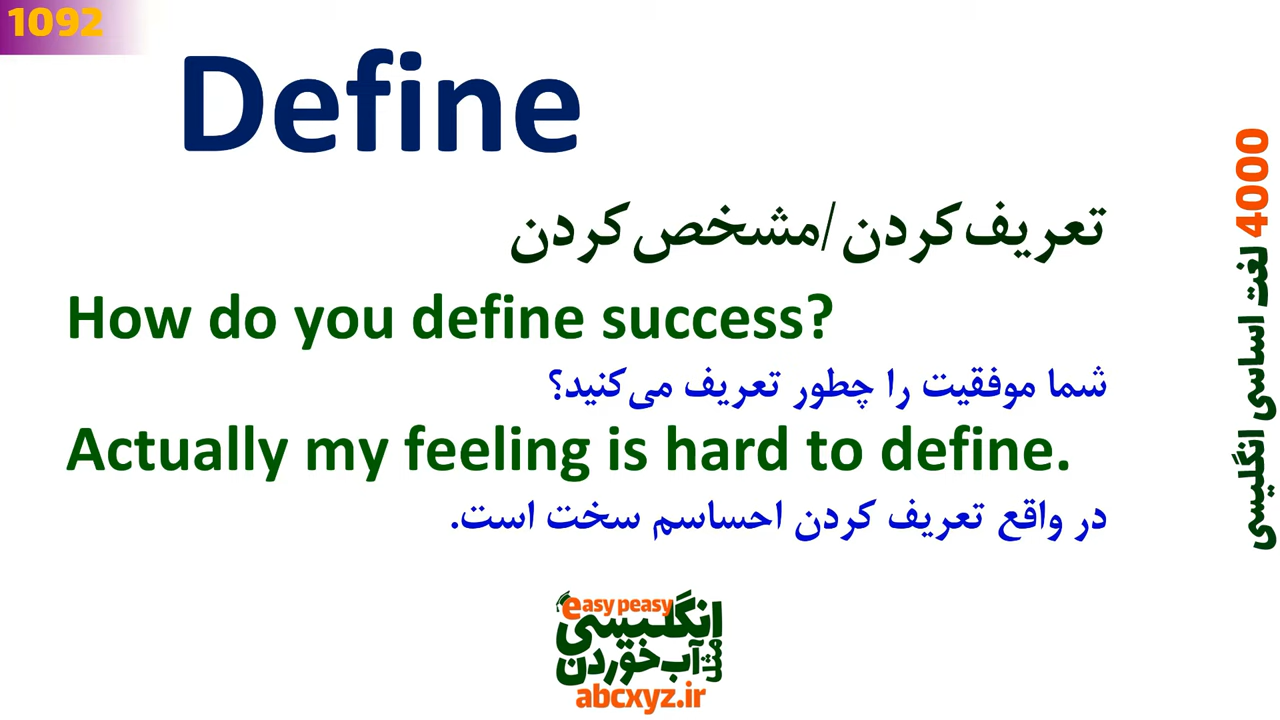 1092
Define
تعریف کردن /مشخص کردن
How do you define success?
شما موفقیت را چطور تعریف می‌کنید؟
Actually my feeling is hard to define.
در واقع تعریف کردن احساسم سخت است.
4000 لغت اساسی انگلیسی
easy peasy
انگلیسی
مثل آب خوردن
abcxyz.ir